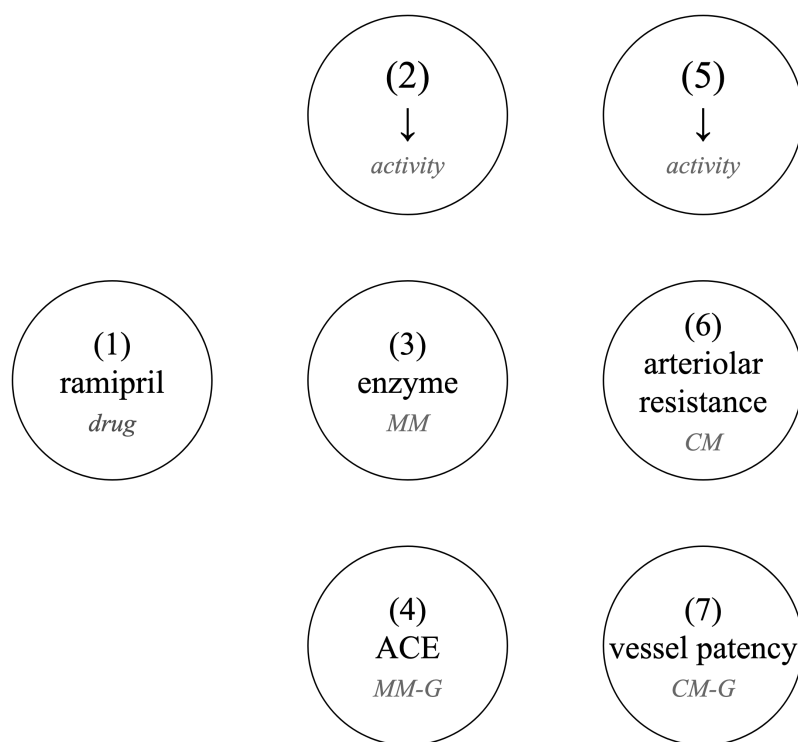 (2)
↓
activity
(5)
↓
activity
(1)
ramipril
drug
(3)
enzyme
MM
(6)
arteriolar
resistance
CM
(4)
ACE
MM-G
(7)
vessel patency
CM-G